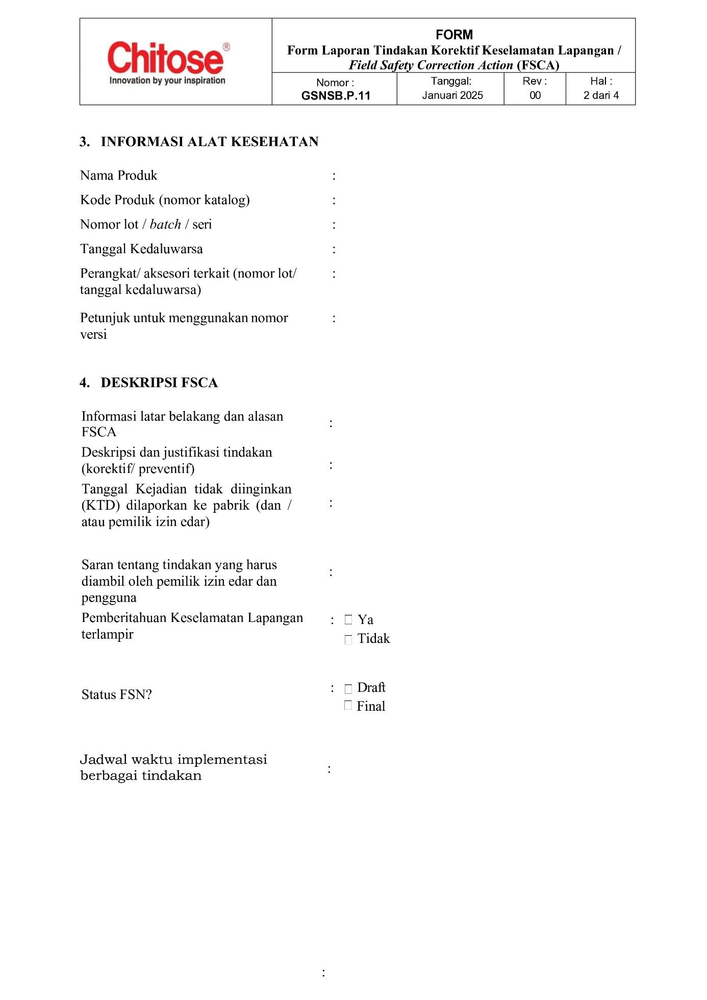 Chitose®
Innovation by your inspiration
FORM
Form Laporan Tindakan Korektif Keselamatan Lapangan /
Field Safety Correction Action (FSCA)
Nomor :
GSNSB.P.11
Tanggal:
Januari 2025
Rev :
00
Hal :
2 dari 4
3. INFORMASI ALAT KESEHATAN
Nama Produk :
Kode Produk (nomor katalog) :
Nomor lot / batch / seri :
Tanggal Kedaluwarsa :
Perangkat/ aksesori terkait (nomor lot/ :
tanggal kedaluwarsa)
Petunjuk untuk menggunakan nomor :
versi
4. DESKRIPSI FSCA
Informasi latar belakang dan alasan :
FSCA
Deskripsi dan justifikasi tindakan
(korektif/ preventif) :
Tanggal Kejadian tidak diinginkan
(KTD) dilaporkan ke pabrik (dan / :
atau pemilik izin edar)
Saran tentang tindakan yang harus :
diambil oleh pemilik izin edar dan
pengguna
Pemberitahuan Keselamatan Lapangan : □ Ya
terlampir □ Tidak
Status FSN? : □ Draft
□ Final
Jadwal waktu implementasi :
berbagai tindakan
: